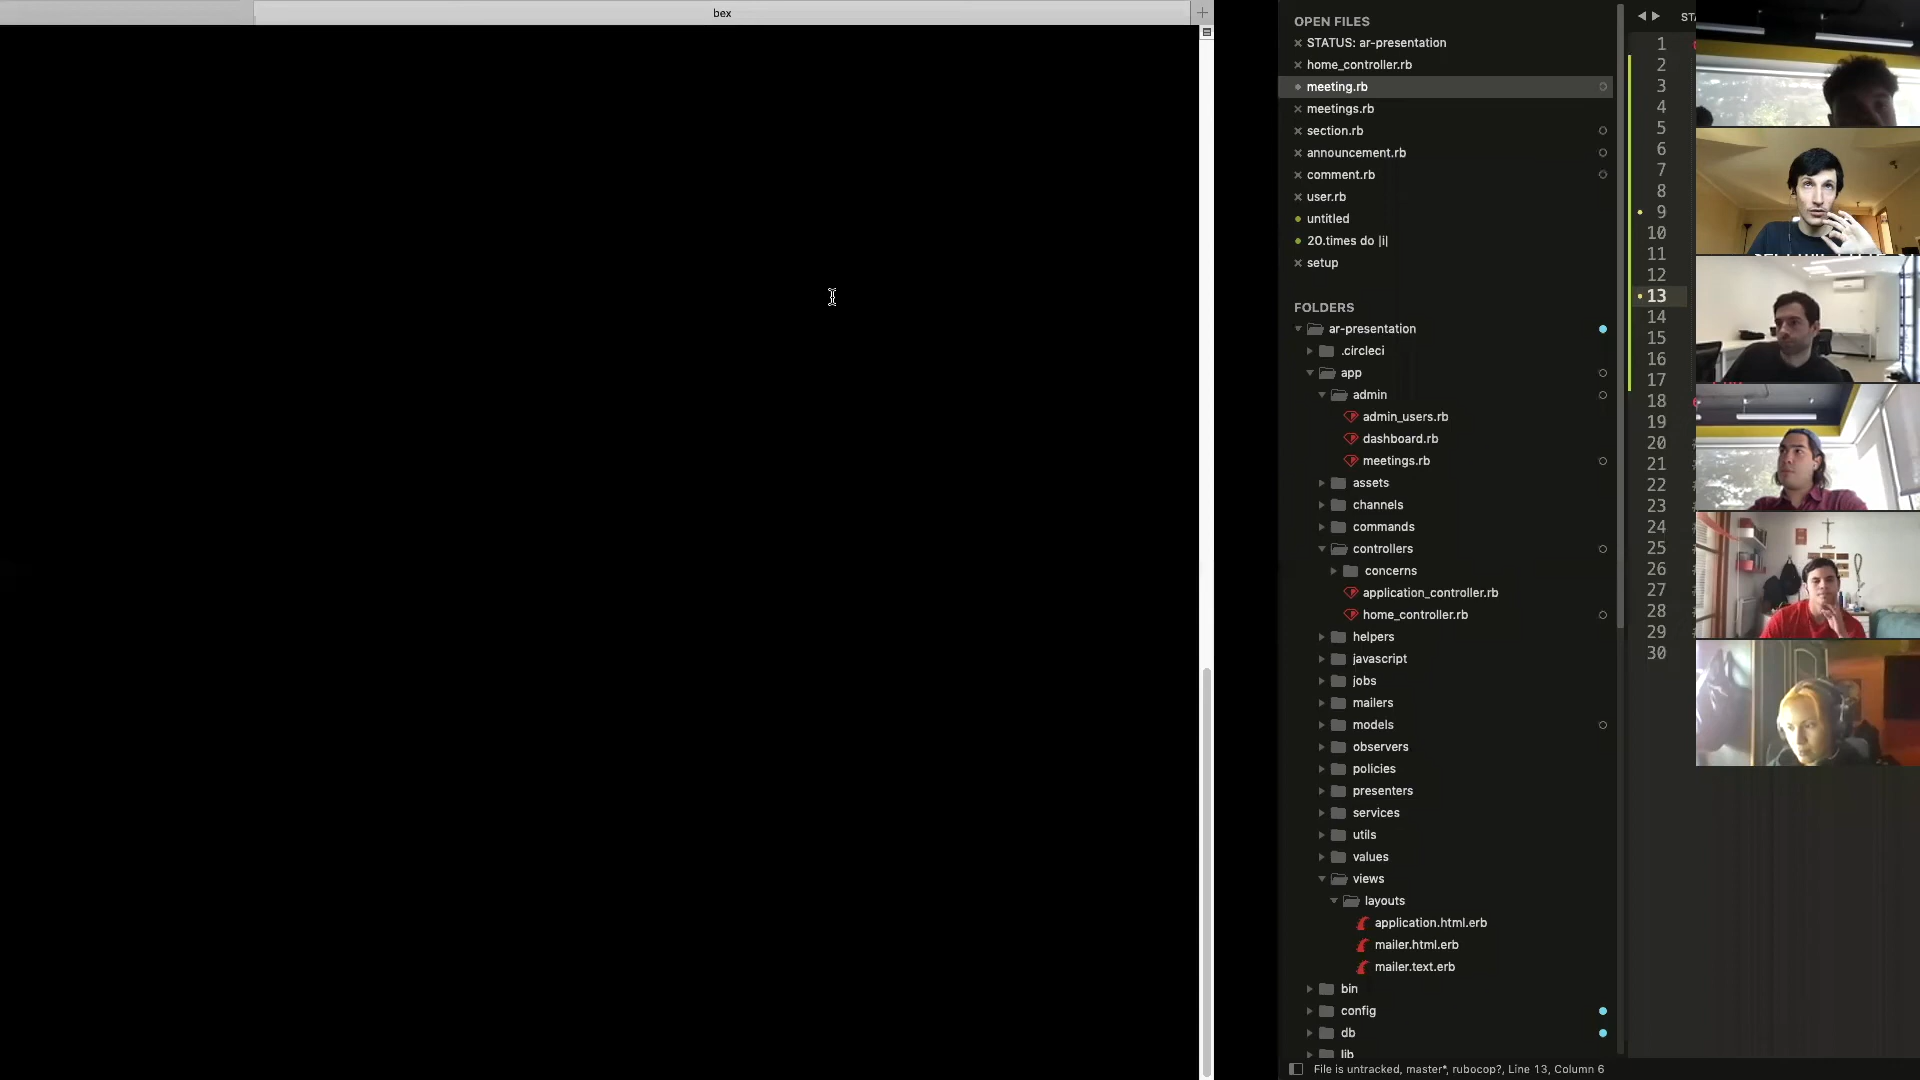 bex
OPEN FILES
STATUS: ar-presentation
home_controller.rb
meeting.rb
meetings.rb
section.rb
announcement.rb
comment.rb
user.rb
untitled
20.times do |i|
setup
FOLDERS
ar-presentation
.circleci
app
admin
admin_users.rb
dashboard.rb
meetings.rb
assets
channels
commands
controllers
concerns
application_controller.rb
home_controller.rb
helpers
javascript
jobs
mailers
models
observers
policies
presenters
services
utils
values
views
layouts
application.html.erb
mailer.html.erb
mailer.text.erb
bin
config
db
lib
File is untracked, master*, rubocop?, Line 13, Column 6
1
2
3
4
5
6
7
8
9
10
11
12
13
14
15
16
17
18
19
20
21
22
23
24
25
26
27
28
29
30